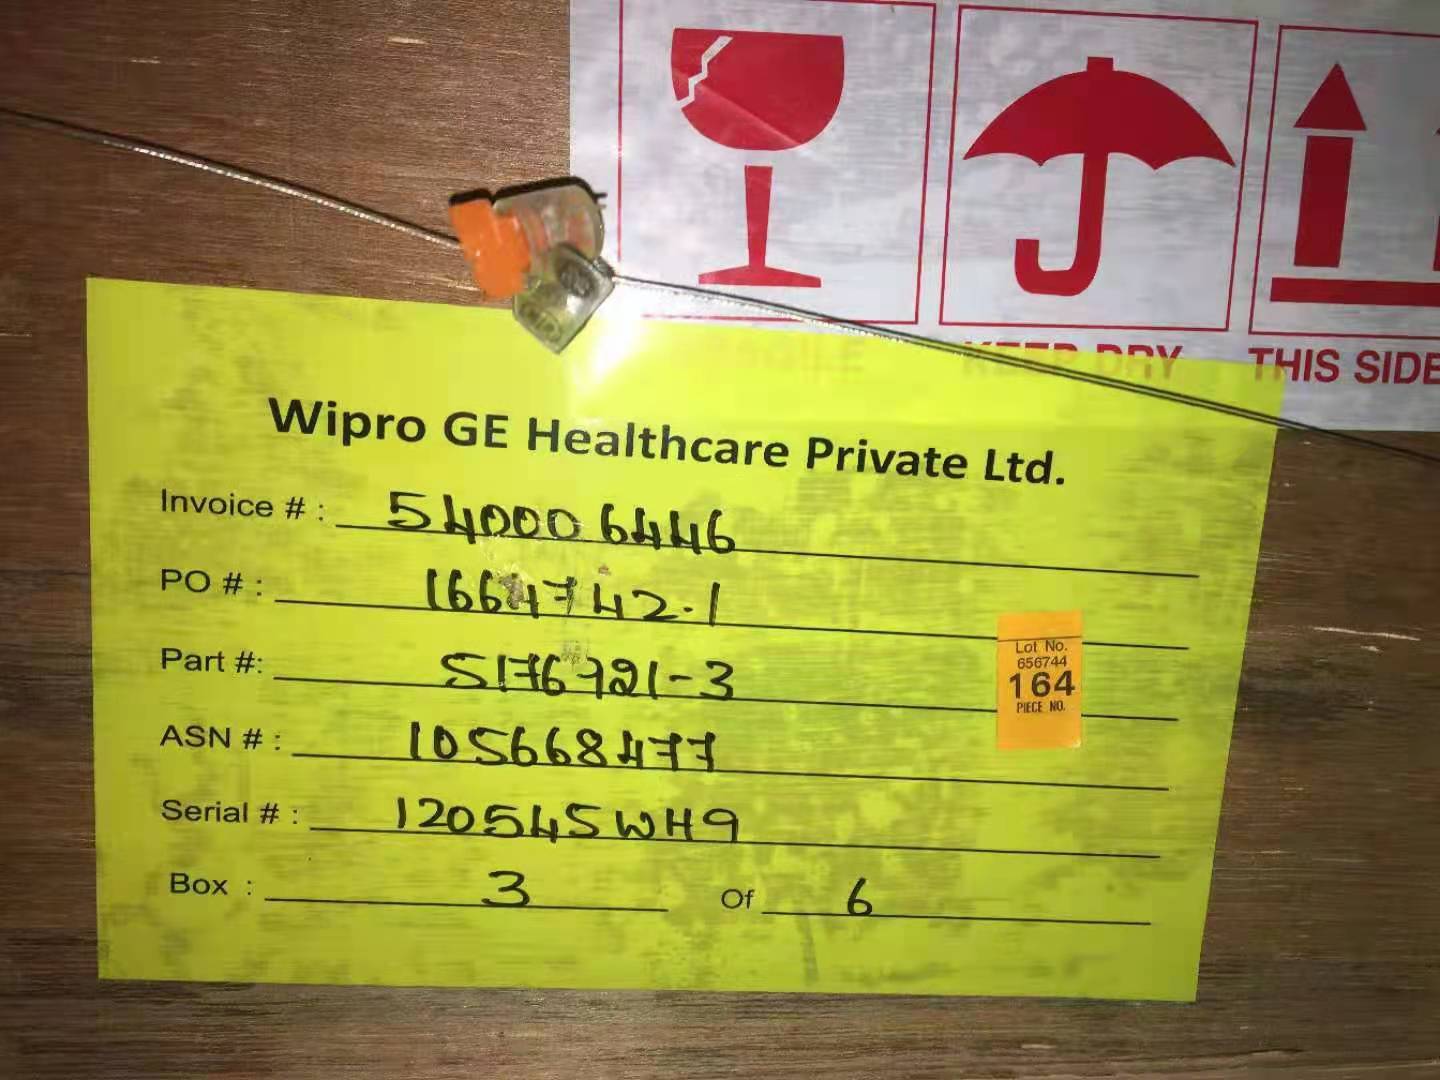 FRAGILE
KEEP DRY
THIS SIDE
Wipro GE Healthcare Private Ltd.
Invoice # : 540006446
PO # : 1664742-1
Part #: 5176721-3
Lot No.
656744
164
PIECE NO.
ASN # : 105668477
Serial # : 120545WH9
Box : 3 Of 6